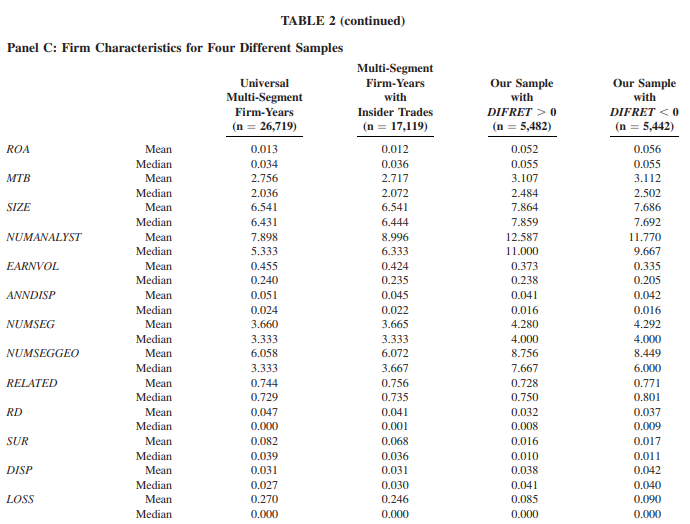 TABLE 2 (continued)
Panel C: Firm Characteristics for Four Different Samples
Universal Multi-Segment Firm-Years (n = 26,719)
Multi-Segment Firm-Years with Insider Trades (n = 17,119)
Our Sample with DIFRET > 0 (n = 5,482)
Our Sample with DIFRET < 0 (n = 5,442)
ROA Mean 0.013 0.012 0.052 0.056
Median 0.034 0.036 0.055 0.055
MTB Mean 2.756 2.717 3.107 3.112
Median 2.036 2.072 2.484 2.502
SIZE Mean 6.541 6.541 7.864 7.686
Median 6.431 6.444 7.859 7.692
NUMANALYST Mean 7.898 8.996 12.587 11.770
Median 5.333 6.333 11.000 9.667
EARNVOL Mean 0.455 0.424 0.373 0.335
Median 0.240 0.235 0.238 0.205
ANNDISP Mean 0.051 0.045 0.041 0.042
Median 0.024 0.022 0.016 0.016
NUMSEG Mean 3.660 3.665 4.280 4.292
Median 3.333 3.333 4.000 4.000
NUMSEGGEO Mean 6.058 6.072 8.756 8.449
Median 3.333 3.667 7.667 6.000
RELATED Mean 0.744 0.756 0.728 0.771
Median 0.729 0.735 0.750 0.801
RD Mean 0.047 0.041 0.032 0.037
Median 0.000 0.001 0.008 0.009
SUR Mean 0.082 0.068 0.016 0.017
Median 0.039 0.036 0.010 0.011
DISP Mean 0.031 0.031 0.038 0.042
Median 0.027 0.030 0.041 0.040
LOSS Mean 0.270 0.246 0.085 0.090
Median 0.000 0.000 0.000 0.000